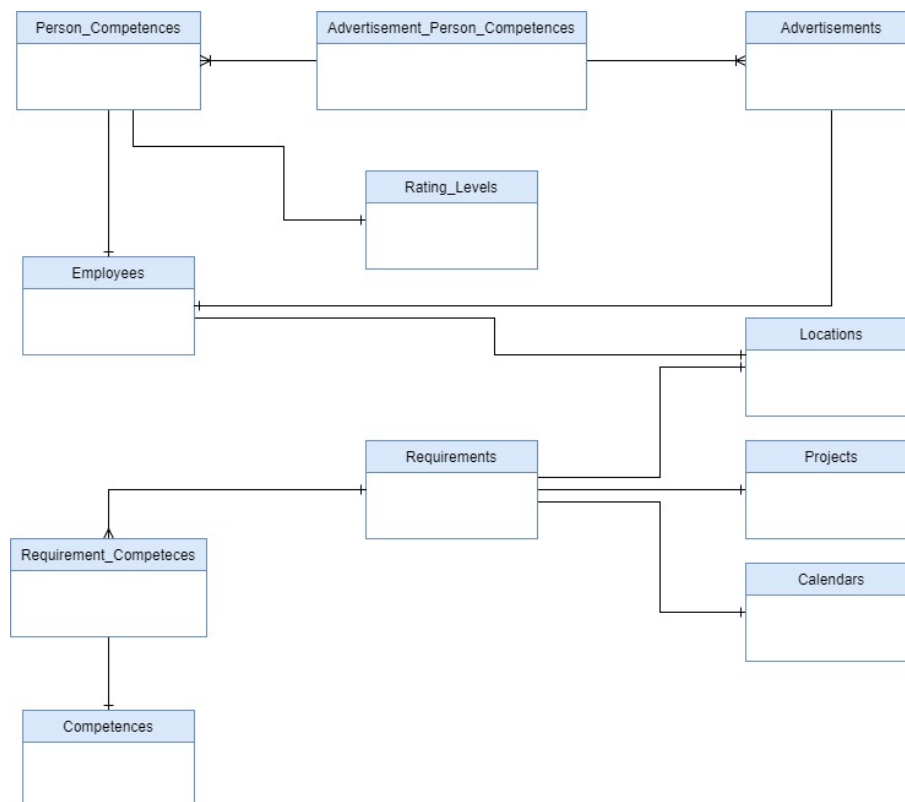 Person_Competences
Advertisement_Person_Competences
Advertisements
Rating_Levels
Employees
Locations
Requirements
Projects
Requirement_Competeces
Calendars
Competences